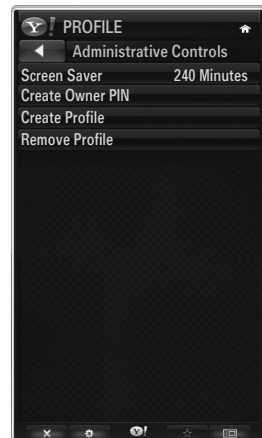 Y! PROFILE
Administrative Controls
Screen Saver 240 Minutes
Create Owner PIN
Create Profile
Remove Profile
Y!